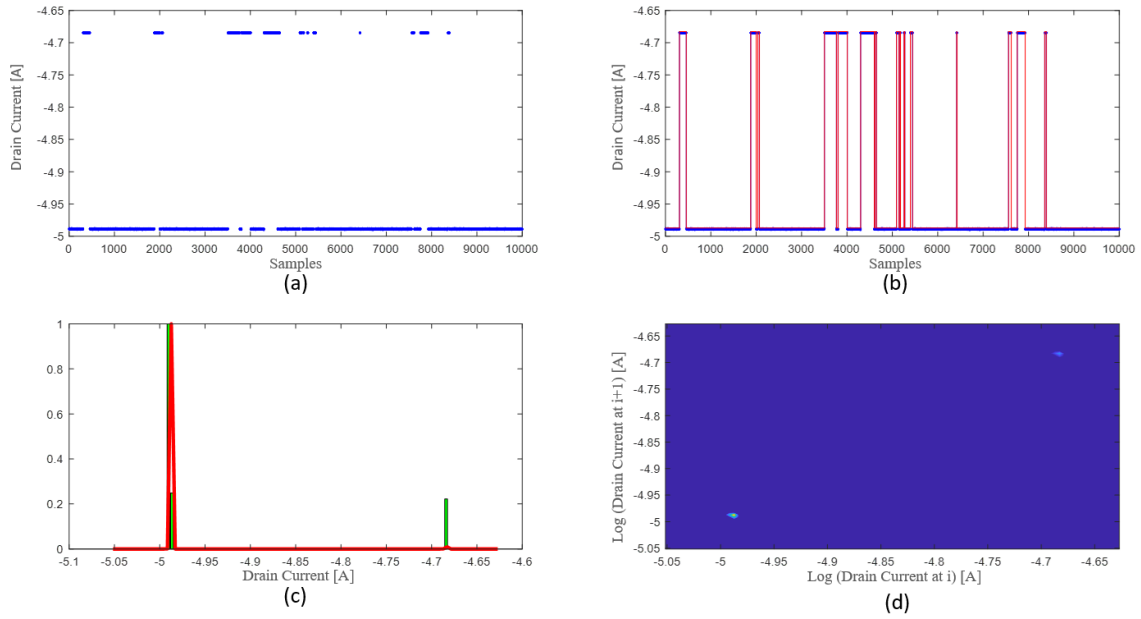 -4.7
-4.75
-4.8
-4.85
-4.9
-4.95
-5
Drain Current [A]
0 1000 2000 3000 4000 5000 6000 7000 8000 9000 10000
Samples
(a)
-4.7
-4.75
-4.8
-4.85
-4.9
-4.95
-5
Drain Current [A]
0 1000 2000 3000 4000 5000 6000 7000 8000 9000 10000
Samples
(b)
1
0.8
0.6
0.4
0.2
0
-5.1 -5.05 -5 -4.95 -4.9 -4.85 -4.8 -4.75 -4.7 -4.65 -4.6
Drain Current [A]
(c)
-4.65
-4.7
-4.75
-4.8
-4.85
-4.9
-4.95
-5
-5.05
Log (Drain Current at i+1) [A]
-5.05 -5 -4.95 -4.9 -4.85 -4.8 -4.75 -4.7 -4.65
Log (Drain Current at i) [A]
(d)